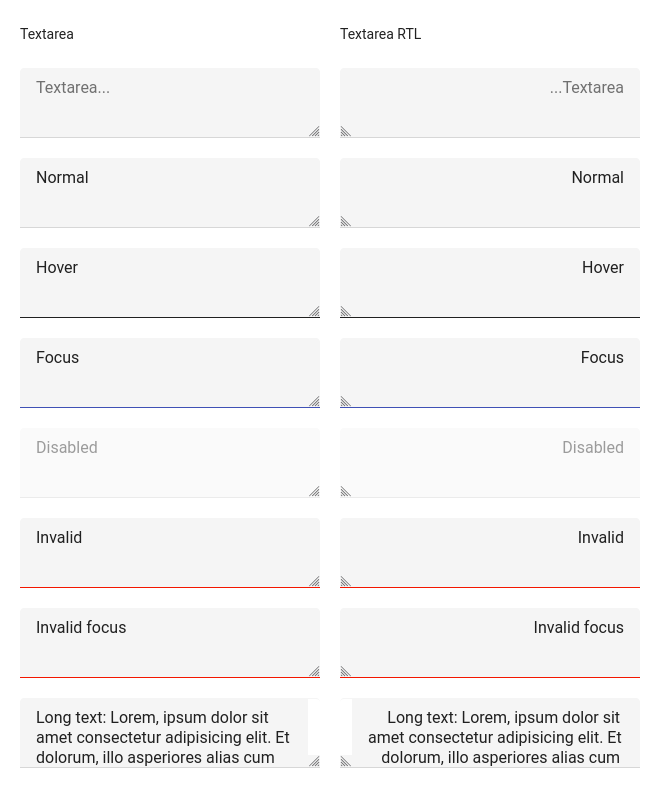 Textarea
Textarea RTL
Textarea...
...Textarea
Normal
Normal
Hover
Hover
Focus
Focus
Disabled
Disabled
Invalid
Invalid
Invalid focus
Invalid focus
Long text: Lorem, ipsum dolor sit
amet consectetur adipisicing elit. Et
dolorum, illo asperiores alias cum
Long text: Lorem, ipsum dolor sit
amet consectetur adipisicing elit. Et
dolorum, illo asperiores alias cum